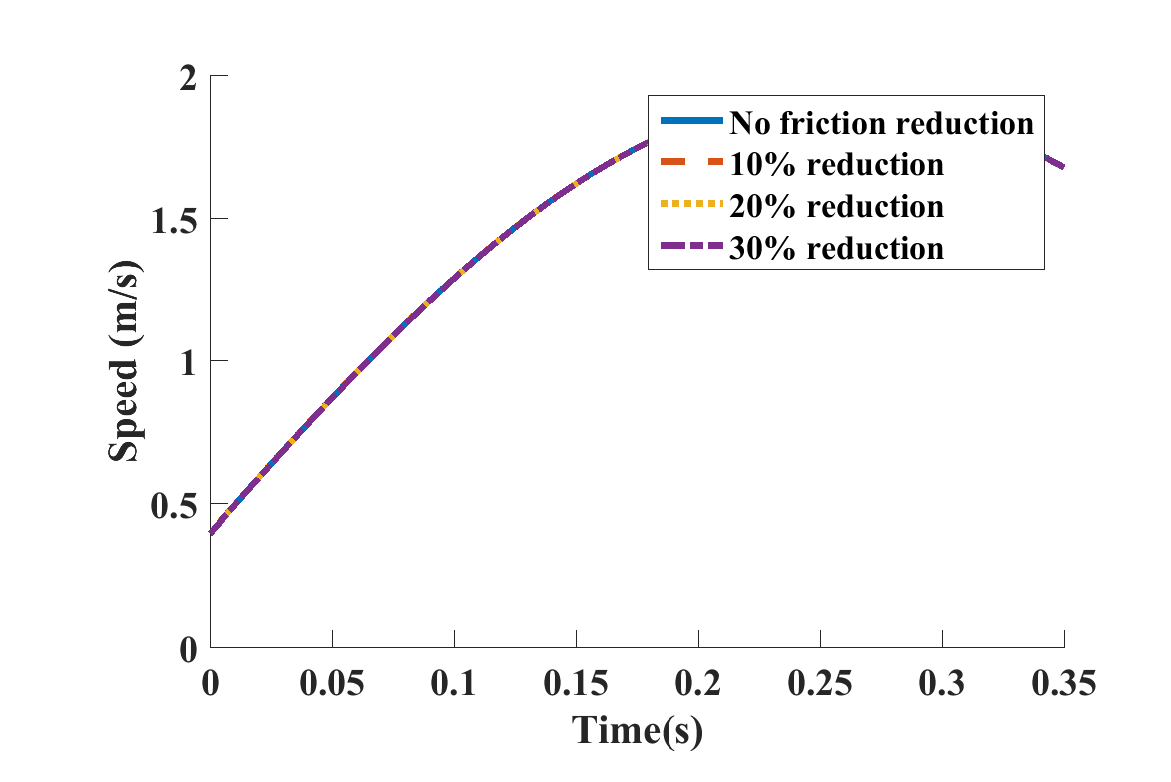 2
1.5
1
0.5
0
Speed (m/s)
No friction reduction
10% reduction
20% reduction
30% reduction
0 0.05 0.1 0.15 0.2 0.25 0.3 0.35
Time(s)